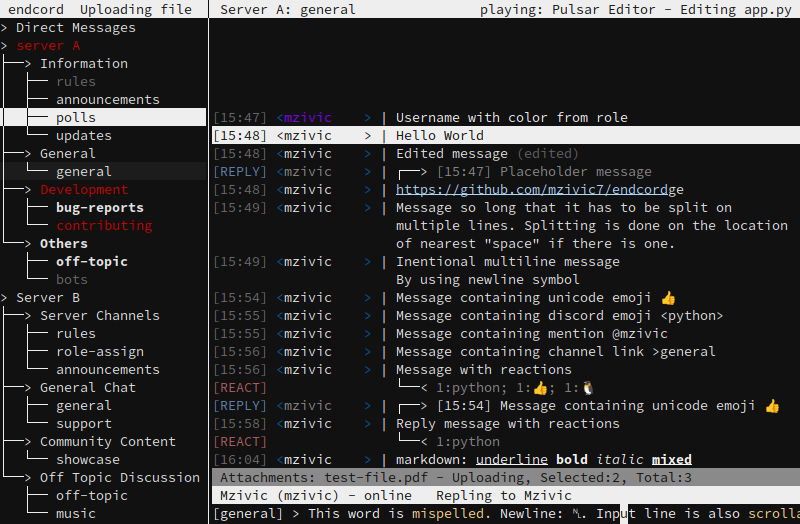 endcord  Uploading file
> Direct Messages
> server A
> Information
rules
announcements
polls
updates
> General
general
> Development
bug-reports
contributing
> Others
off-topic
bots
> Server B
> Server Channels
rules
role-assign
announcements
> General Chat
general
support
> Community Content
showcase
> Off Topic Discussion
off-topic
music
Server A: general playing: Pulsar Editor - Editing app.py
[15:47] <mzivic > | Username with color from role
[15:48] <mzivic > | Hello World
[15:48] <mzivic > | Edited message (edited)
[REPLY] <mzivic > | ┌──> [15:47] Placeholder message
[15:48] <mzivic > | https://github.com/mzivic7/endcordge
[15:49] <mzivic > | Message so long that it has to be split on
multiple lines. Splitting is done on the location
of nearest "space" if there is one.
[15:49] <mzivic > | Inentional multiline message
By using newline symbol
[15:54] <mzivic > | Message containing unicode emoji 👍
[15:55] <mzivic > | Message containing discord emoji <python>
[15:55] <mzivic > | Message containing mention @mzivic
[15:56] <mzivic > | Message containing channel link >general
[15:56] <mzivic > | Message with reactions
[REACT] └──< 1:python; 1:👍; 1:🐧
[REPLY] <mzivic > | ┌──> [15:54] Message containing unicode emoji 👍
[15:58] <mzivic > | Reply message with reactions
[REACT] └──< 1:python
[16:04] <mzivic > | markdown: underline bold italic mixed
Attachments: test-file.pdf - Uploading, Selected:2, Total:3
Mzivic (mzivic) - online   Repling to Mzivic
[general] > This word is mispelled. Newline: ␤. Input line is also scrolla